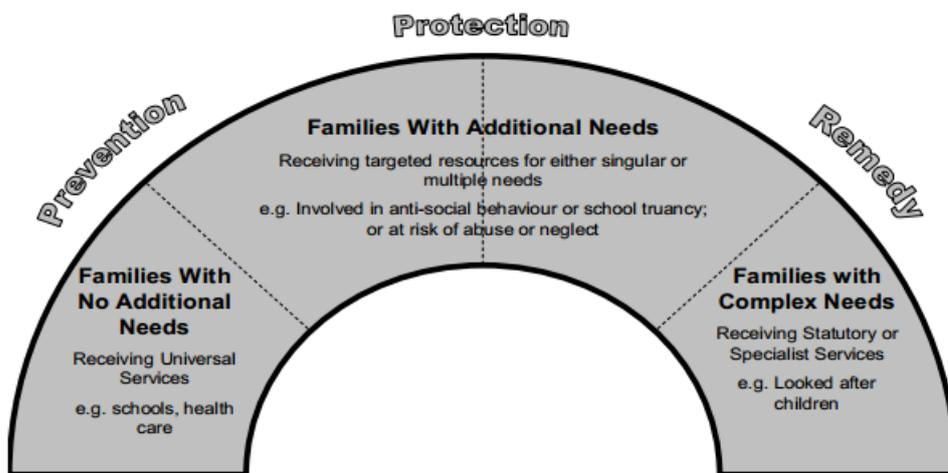 Protection
Prevention
Remedy
Families With Additional Needs
Receiving targeted resources for either singular or
multiple needs
e.g. Involved in anti-social behaviour or school truancy;
or at risk of abuse or neglect
Families With
No Additional
Needs
Receiving Universal
Services
e.g. schools, health
care
Families with
Complex Needs
Receiving Statutory or
Specialist Services
e.g. Looked after
children